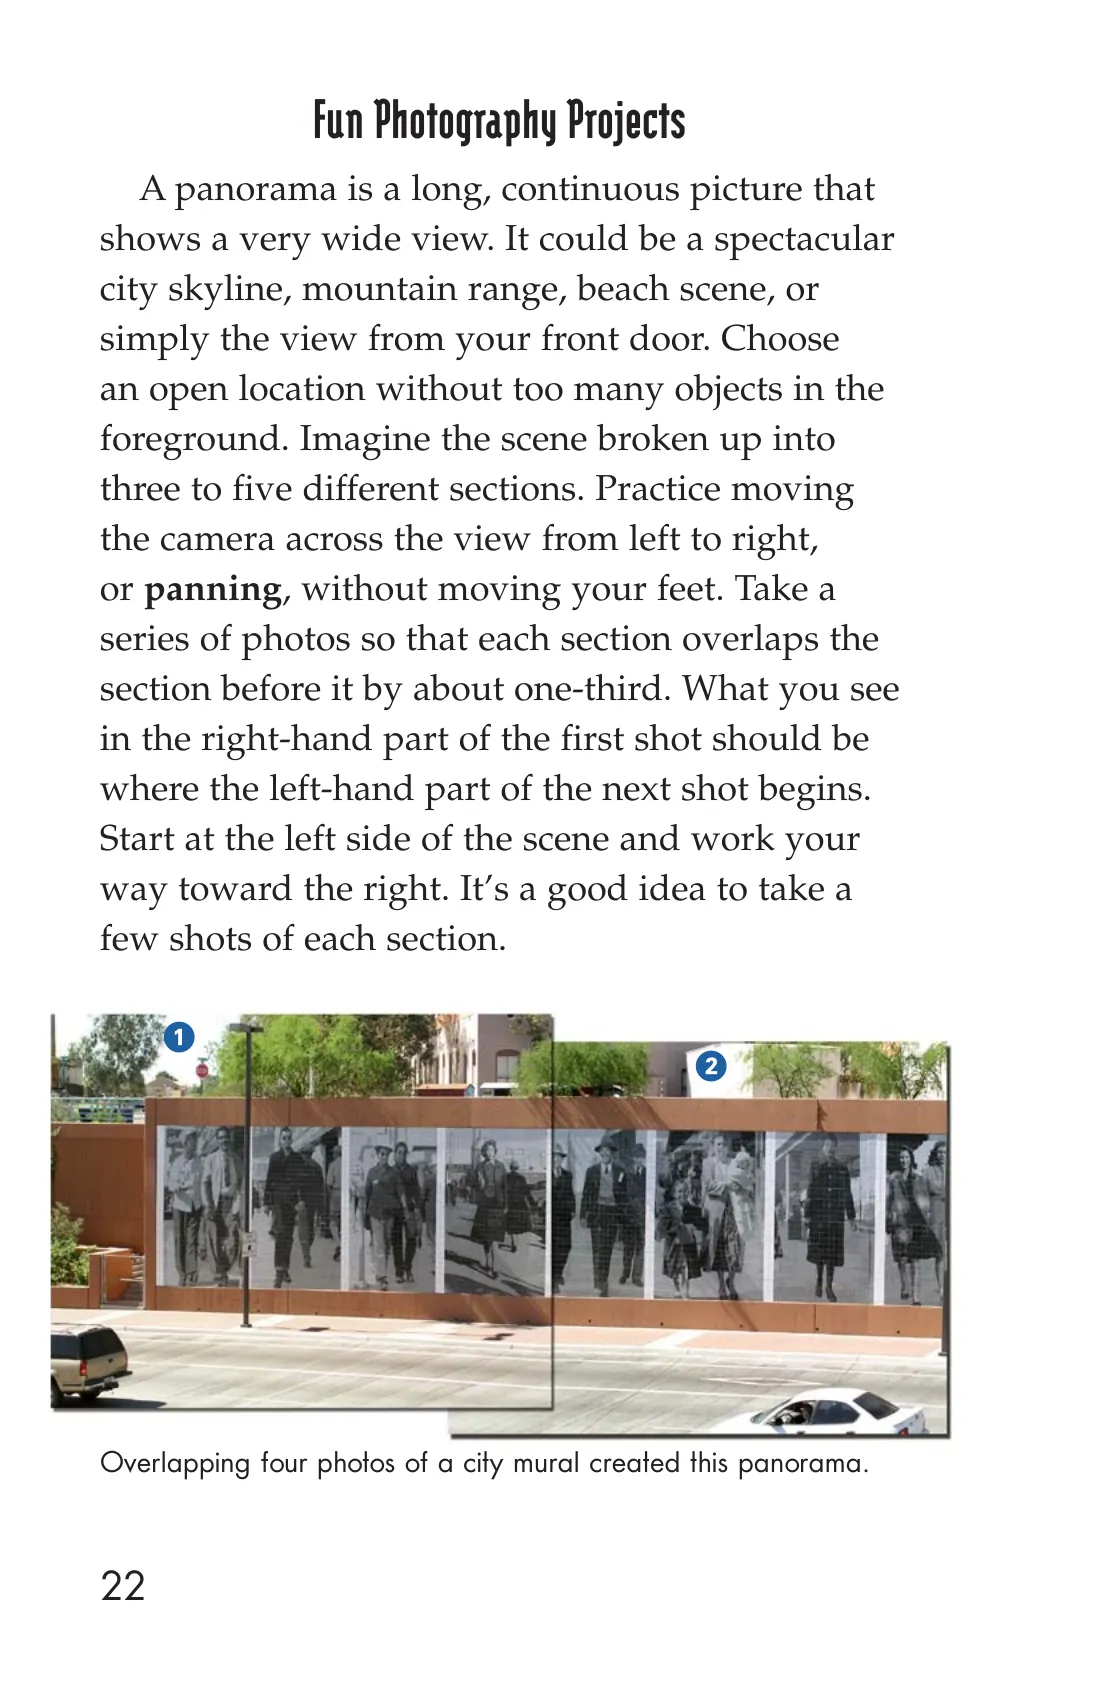 Fun Photography Projects
A panorama is a long, continuous picture that
shows a very wide view. It could be a spectacular
city skyline, mountain range, beach scene, or
simply the view from your front door. Choose
an open location without too many objects in the
foreground. Imagine the scene broken up into
three to five different sections. Practice moving
the camera across the view from left to right,
or panning, without moving your feet. Take a
series of photos so that each section overlaps the
section before it by about one-third. What you see
in the right-hand part of the first shot should be
where the left-hand part of the next shot begins.
Start at the left side of the scene and work your
way toward the right. It’s a good idea to take a
few shots of each section.
1
2
Overlapping four photos of a city mural created this panorama.
22